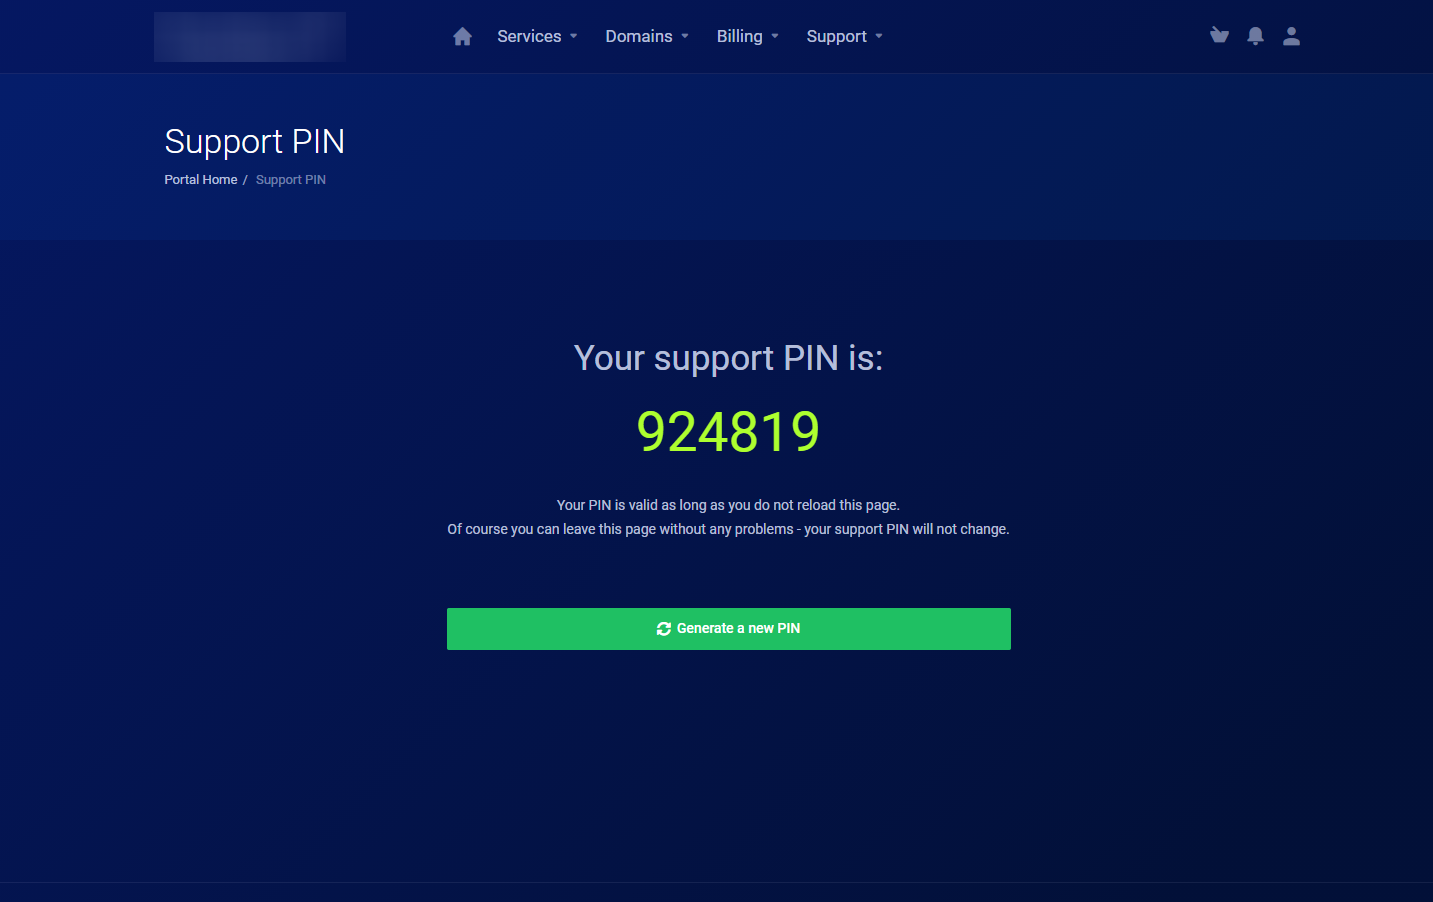 Services Domains Billing Support
Support PIN
Portal Home / Support PIN
Your support PIN is:
924819
Your PIN is valid as long as you do not reload this page.
Of course you can leave this page without any problems - your support PIN will not change.
Generate a new PIN